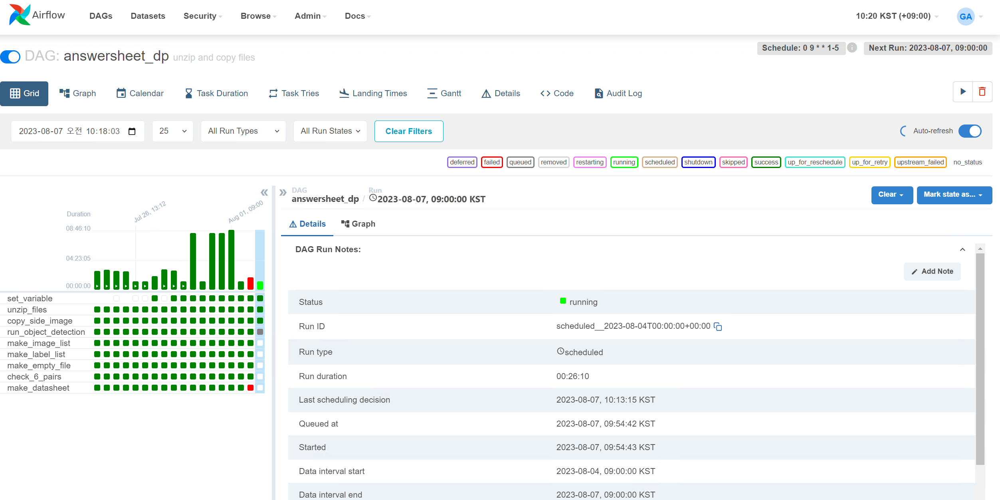 Airflow DAGs Datasets Security Browse Admin Docs 10:20 KST (+09:00) GA
Schedule: 0 9 * * 1-5 i Next Run: 2023-08-07, 09:00:00
DAG: answersheet_dp unzip and copy files
Grid Graph Calendar Task Duration Task Tries Landing Times Gantt Details Code Audit Log
2023-08-07 오전 10:18:03 25 All Run Types All Run States Clear Filters Auto-refresh
deferred failed queued removed restarting running scheduled shutdown skipped success up_for_reschedule up_for_retry upstream_failed no_status
Duration
Jul 26, 13:12
Aug 01, 09:00
08:46:10
04:23:05
00:00:00
set_variable
unzip_files
copy_side_image
run_object_detection
make_image_list
make_label_list
make_empty_file
check_6_pairs
make_datasheet
DAG Run
answersheet_dp / 2023-08-07, 09:00:00 KST
Clear Mark state as...
Details Graph
DAG Run Notes:
Add Note
Status running
Run ID scheduled__2023-08-04T00:00:00+00:00
Run type scheduled
Run duration 00:26:10
Last scheduling decision 2023-08-07, 10:13:15 KST
Queued at 2023-08-07, 09:54:42 KST
Started 2023-08-07, 09:54:43 KST
Data interval start 2023-08-04, 09:00:00 KST
Data interval end 2023-08-07, 09:00:00 KST